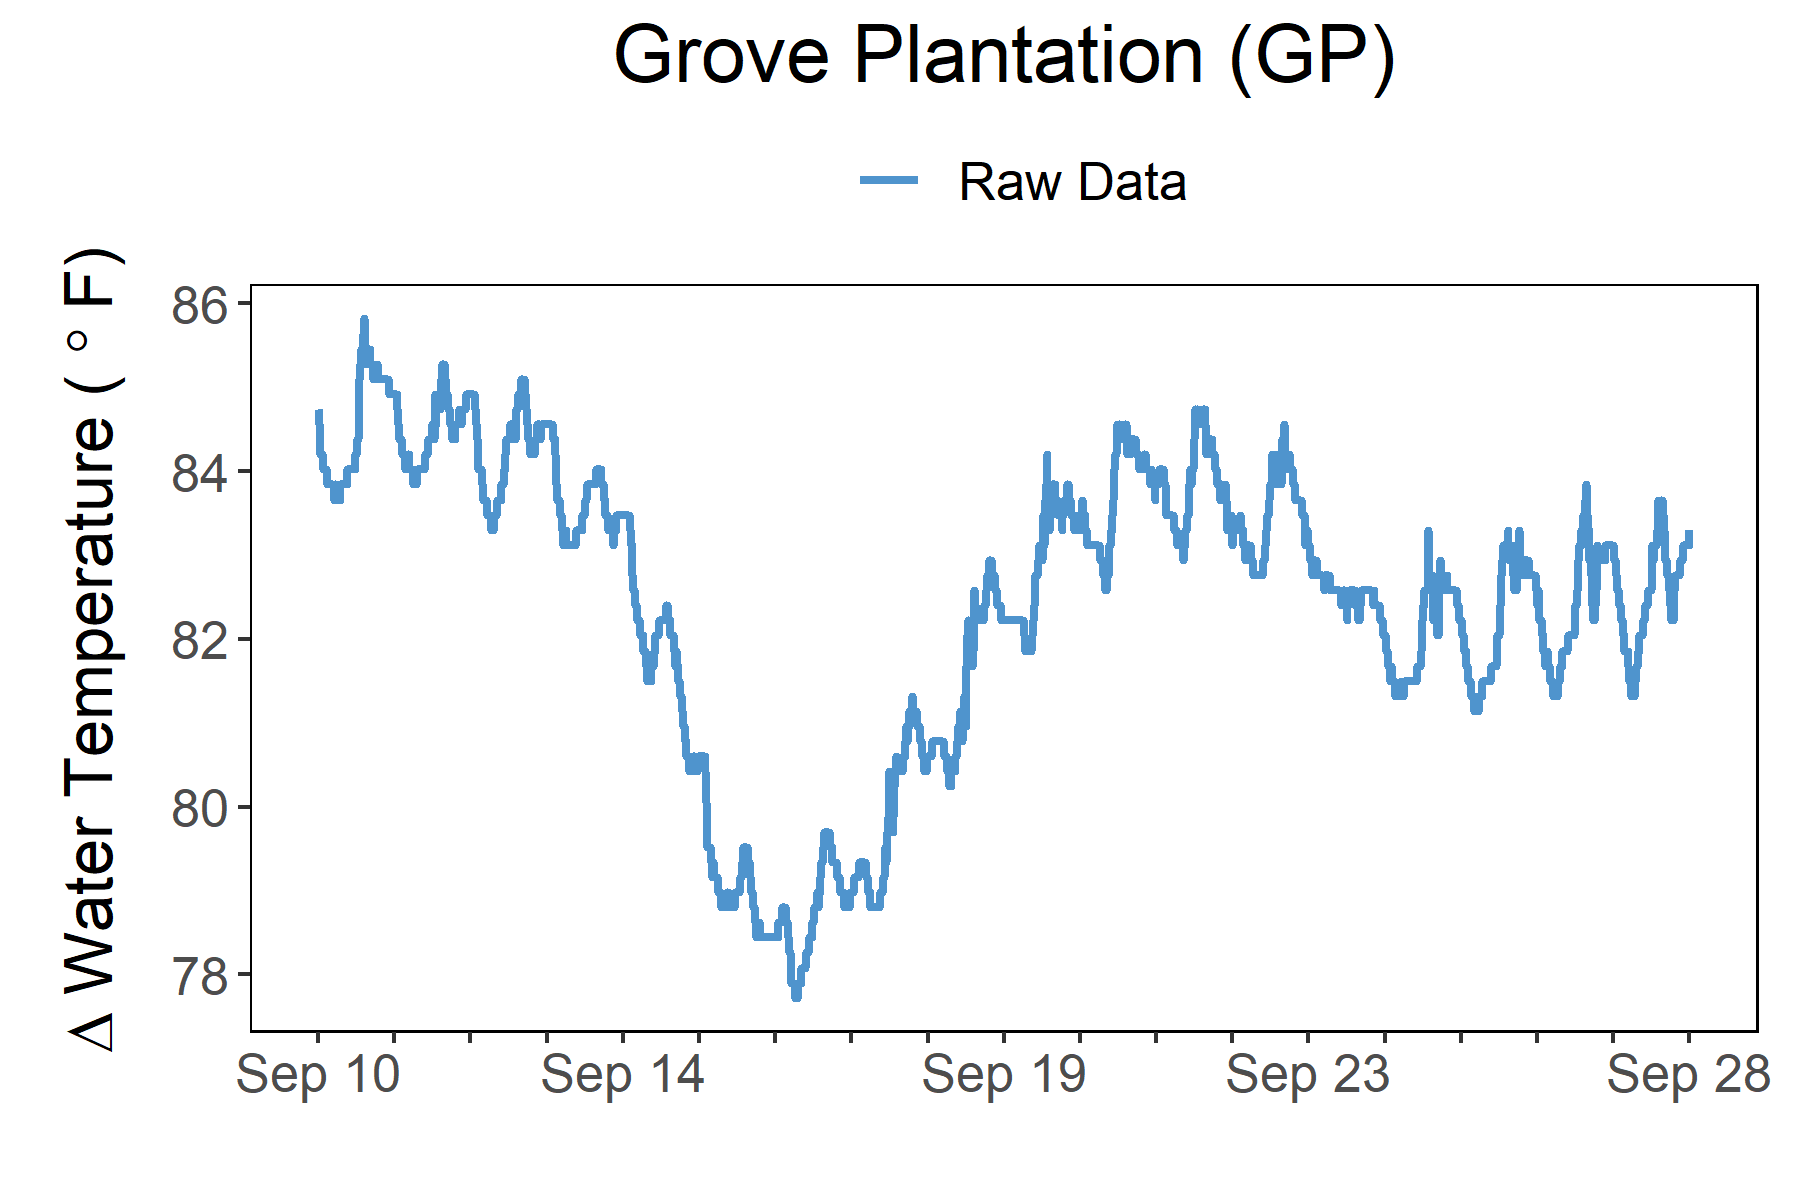 Grove Plantation (GP)
Raw Data
Δ Water Temperature ( ° F)
86
84
82
80
78
Sep 10
Sep 14
Sep 19
Sep 23
Sep 28